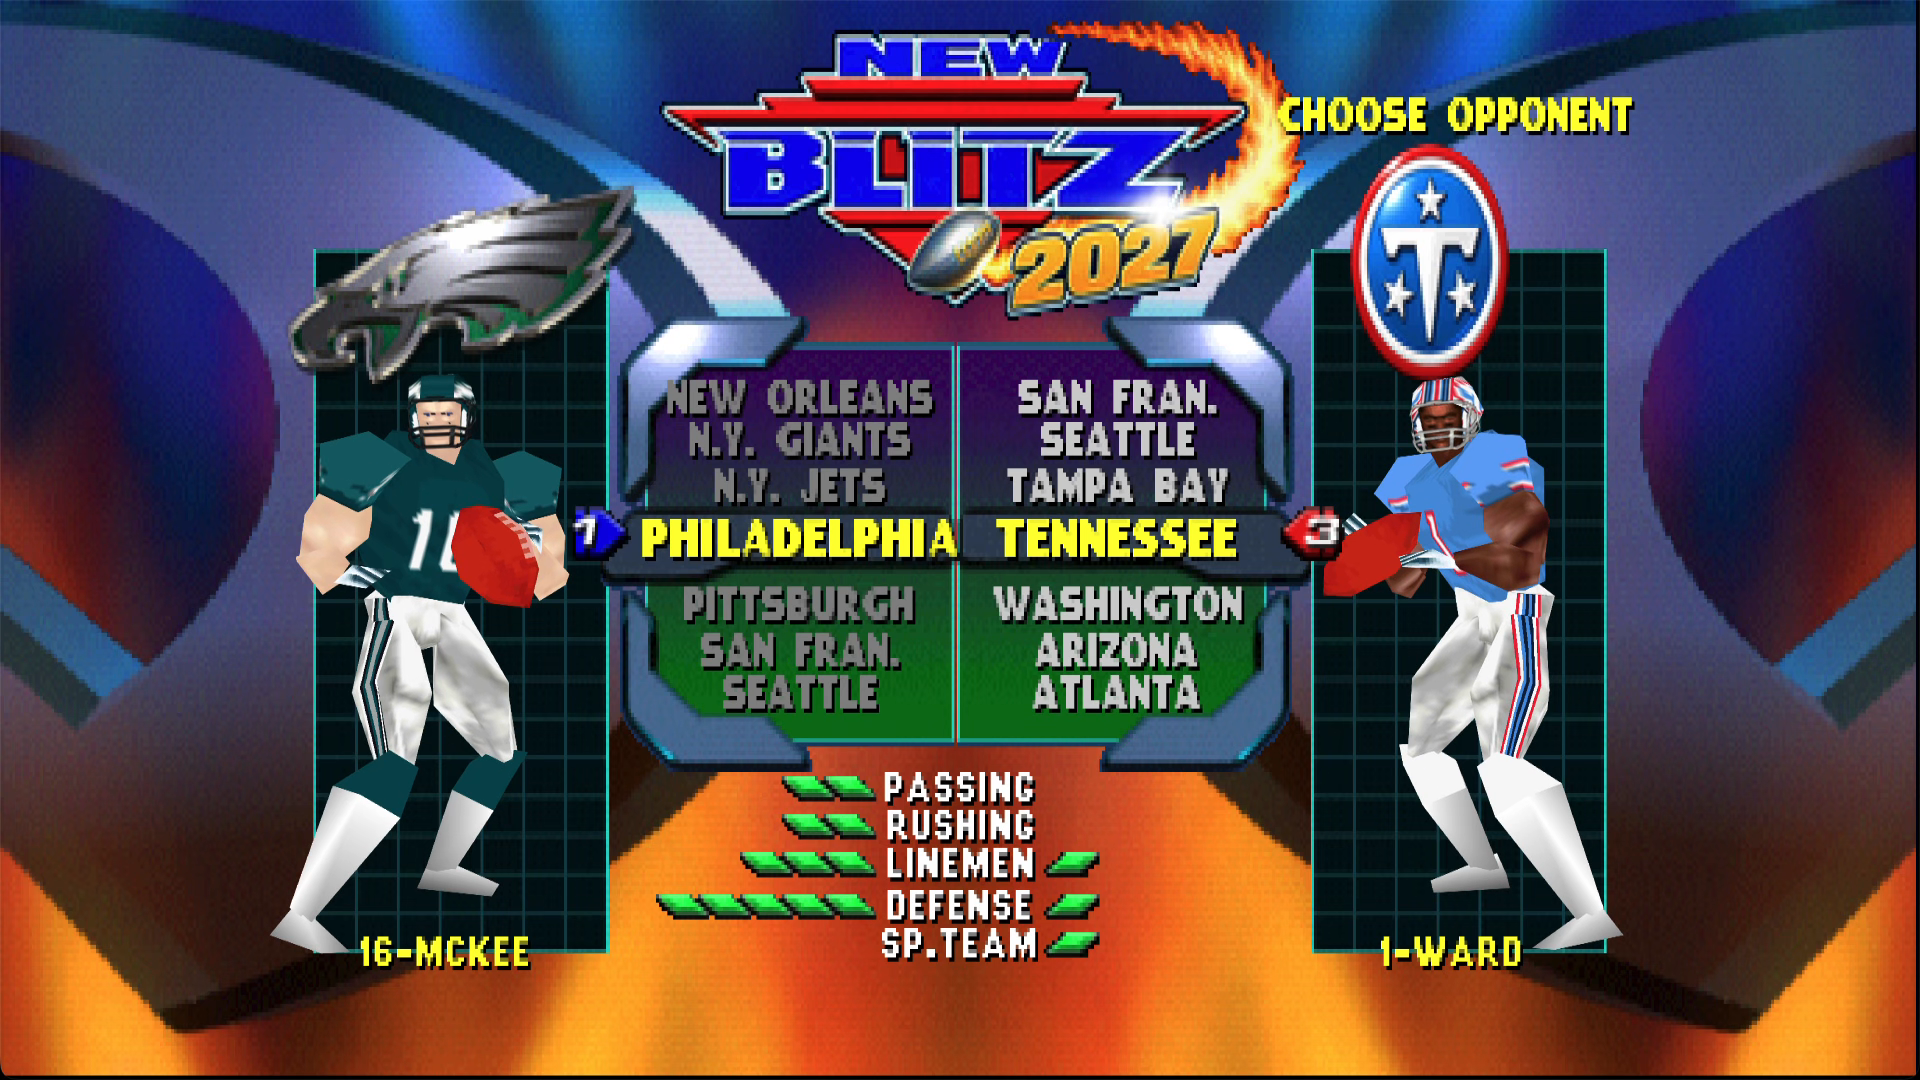 NEW
BLITZ
2027
CHOOSE OPPONENT
T
NEW ORLEANS
N.Y. GIANTS
N.Y. JETS
1 PHILADELPHIA
PITTSBURGH
SAN FRAN.
SEATTLE
SAN FRAN.
SEATTLE
TAMPA BAY
TENNESSEE 3
WASHINGTON
ARIZONA
ATLANTA
PASSING
RUSHING
LINEMEN
DEFENSE
SP.TEAM
16-MCKEE
1-WARD